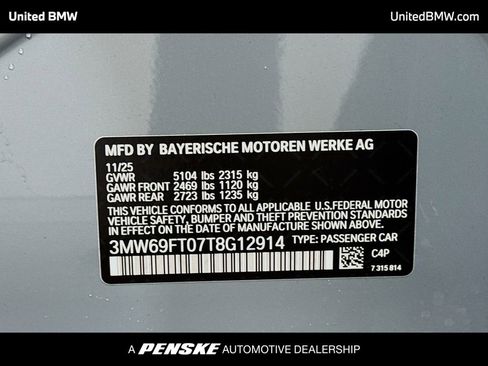 United BMW
UnitedBMW.com
MFD BY BAYERISCHE MOTOREN WERKE AG
11/25
GVWR 5104 lbs 2315 kg
GAWR FRONT 2469 lbs 1120 kg
GAWR REAR 2723 lbs 1235 kg
THIS VEHICLE CONFORMS TO ALL APPLICABLE U.S.FEDERAL MOTOR
VEHICLE SAFETY, BUMPER, AND THEFT PREVENTION STANDARDS
IN EFFECT ON THE DATE OF MANUFACTURE SHOWN ABOVE.
3MW69FT07T8G12914 TYPE: PASSENGER CAR
C4P
7 315 814
A PENSKE AUTOMOTIVE DEALERSHIP